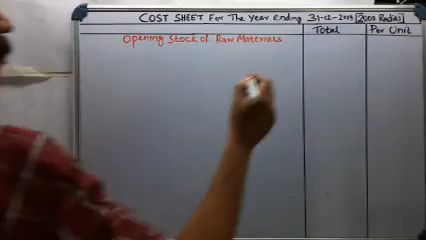 COST SHEET For The Year Ending 31-12-2019 2000 Radios
Total Per Unit
Opening Stock of Raw Materials